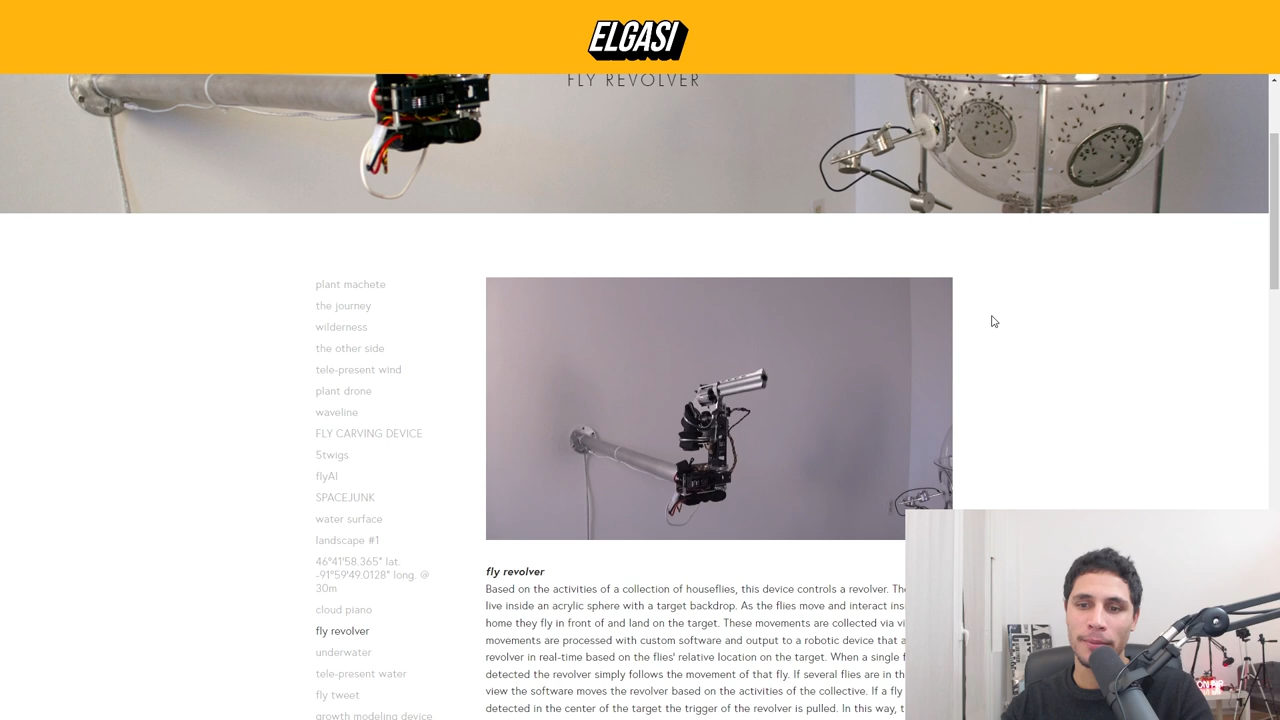 ELGASI
FLY REVOLVER
plant machete
the journey
wilderness
the other side
tele-present wind
plant drone
waveline
FLY CARVING DEVICE
5twigs
flyAI
SPACEJUNK
water surface
landscape #1
46°41'58.365" lat.
-91°59'49.0128" long. @
30m
cloud piano
fly revolver
underwater
tele-present water
fly tweet
growth modeling device
fly revolver
Based on the activities of a collection of houseflies, this device controls a revolver. The
live inside an acrylic sphere with a target backdrop. As the flies move and interact
home they fly in front of and land on the target. These movements are collected via
movements are processed with custom software and output to a robotic device that
revolver in real-time based on the flies' relative location on the target. When a single
detected the revolver simply follows the movement of that fly. If several flies are in
view the software moves the revolver based on the activities of the collective. If a fly
detected in the center of the target the trigger of the revolver is pulled. In this way,
ON AIR